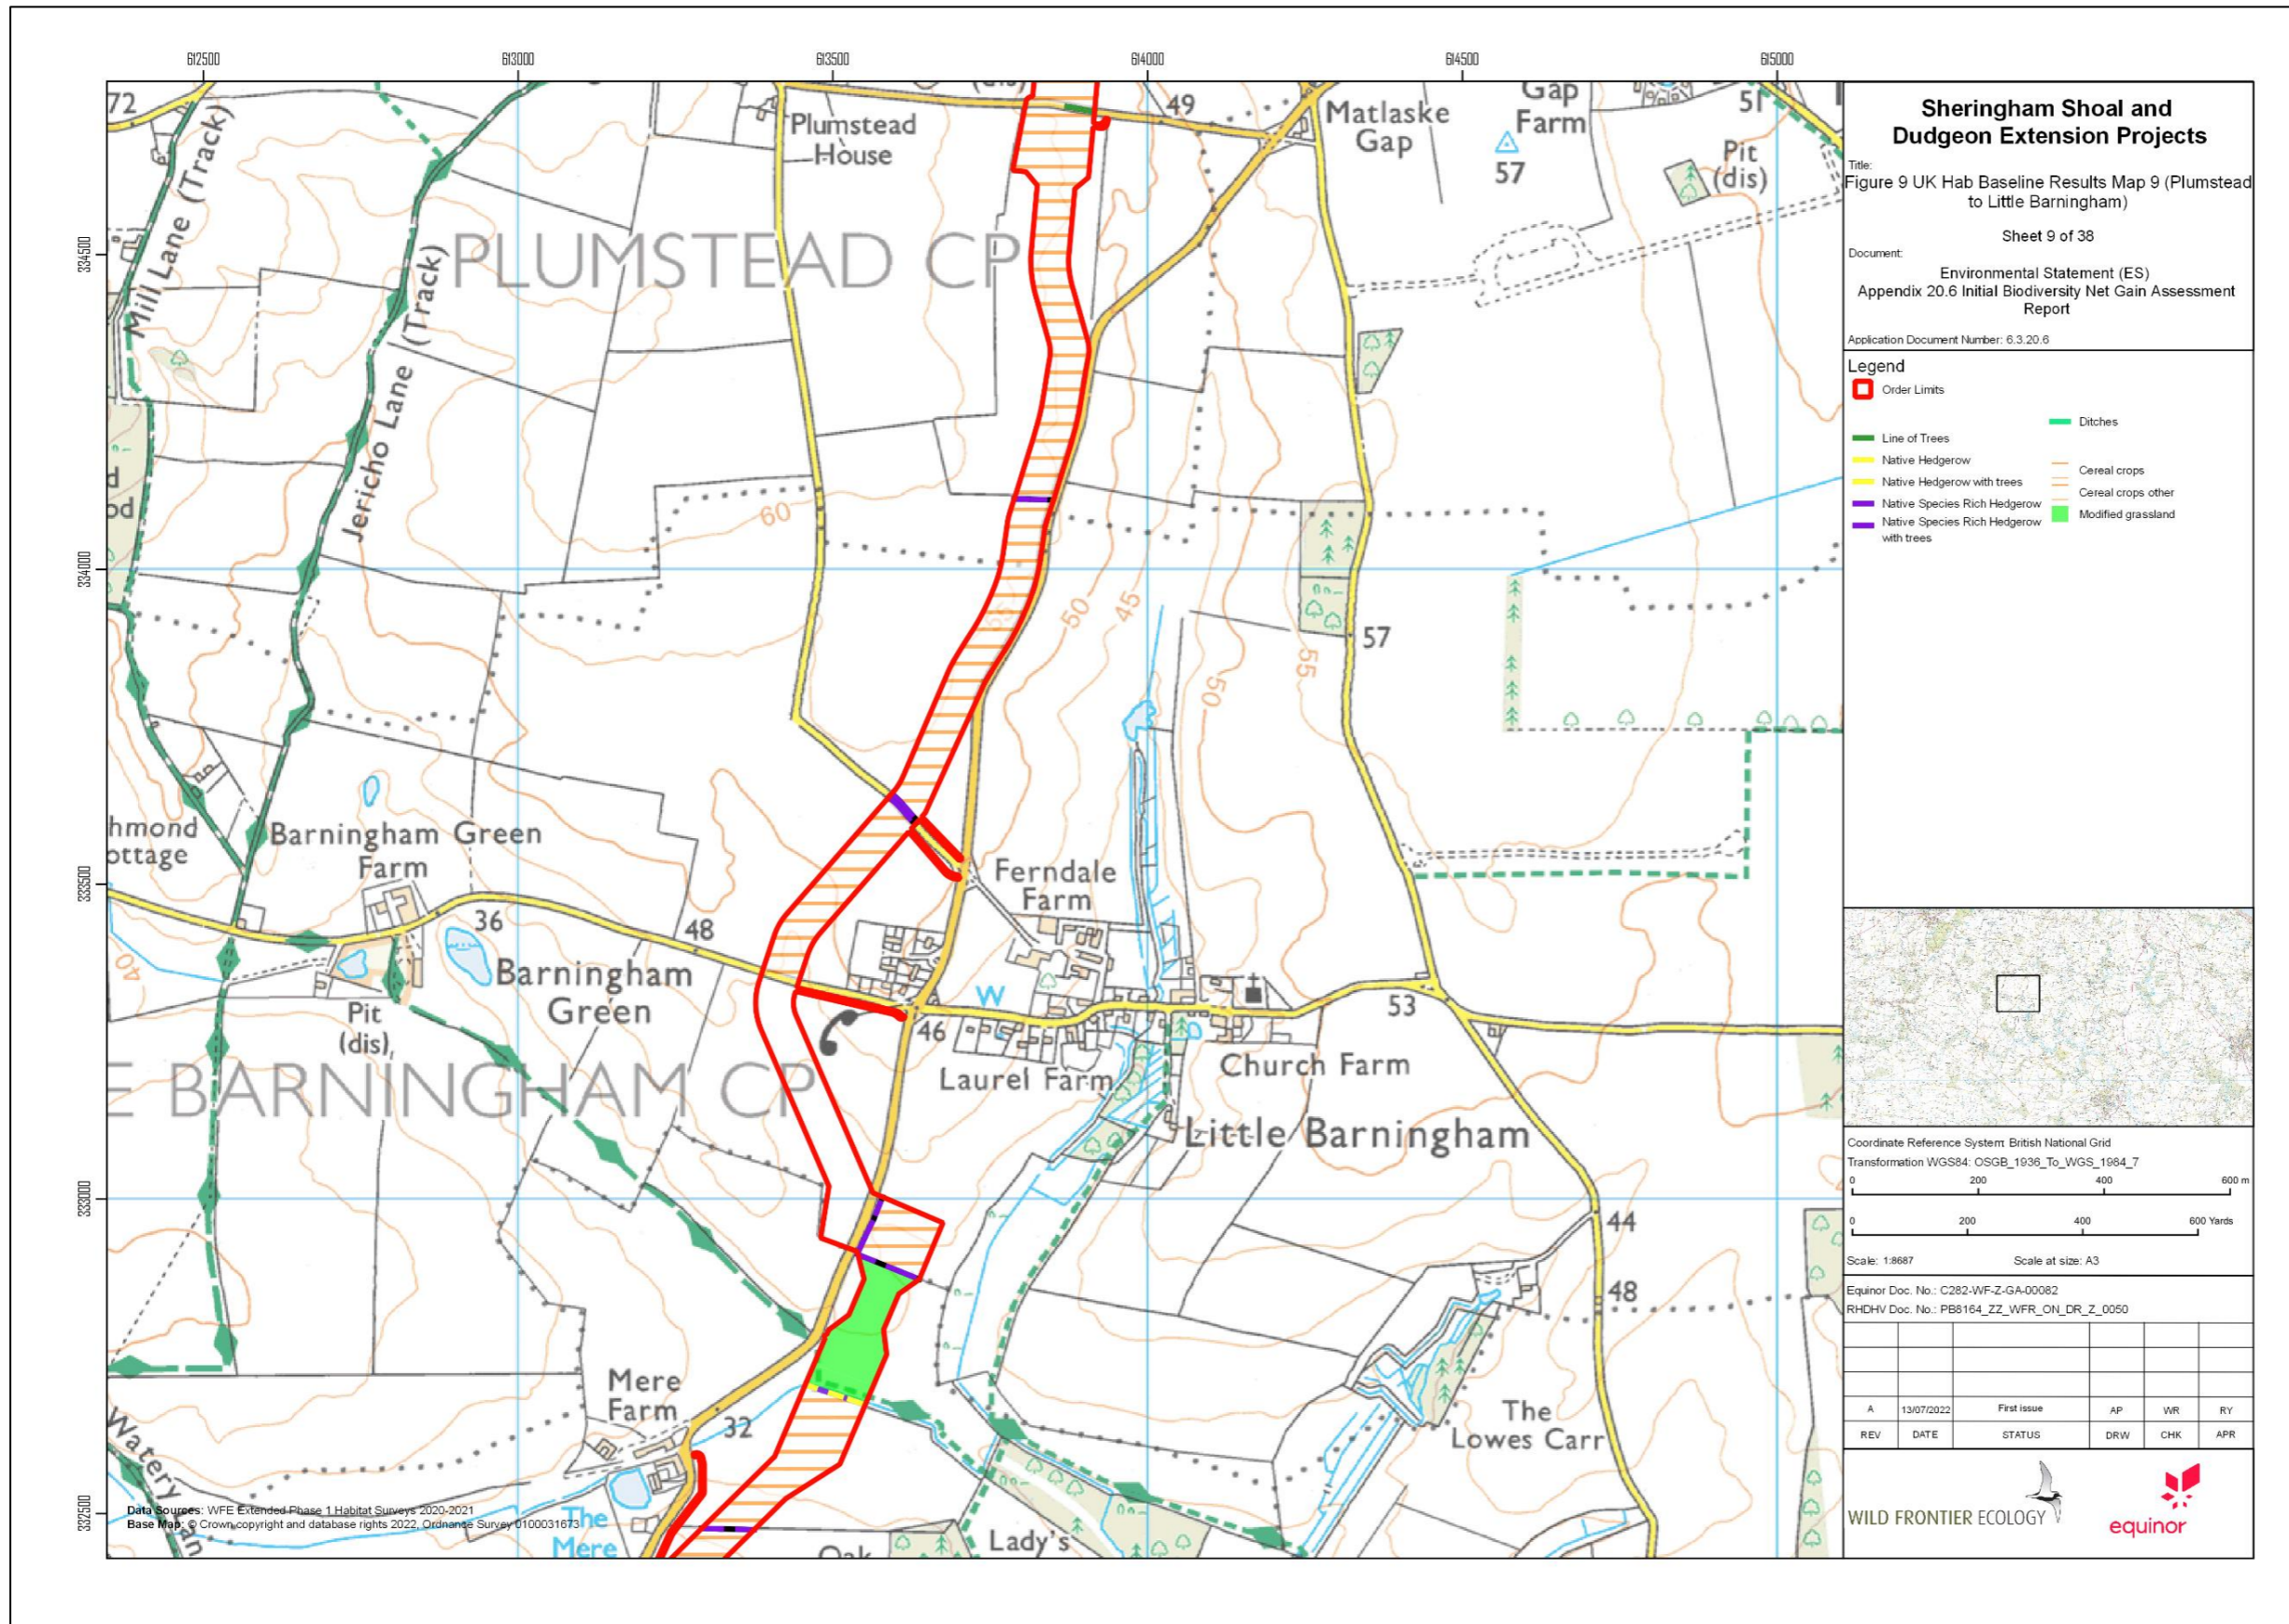 612500
613000
613500
614000
614500
615000
334500
334000
333500
333000
332500
72
Plumstead
House
49
Matlaske
Gap
Gap
Farm
57
51
Pit
(dis)
Mill Lane (Track)
Jericho Lane (Track)
PLUMSTEAD CP
60
50
45
57
55
50
55
hmond
ottage
Barningham Green
Farm
36
48
40
Barningham
Green
Pit
(dis)
Ferndale
Farm
W
46
53
Laurel Farm
Church Farm
E BARNINGHAM CP
Little Barningham
44
48
Mere
Farm
32
The
Lowes Carr
Watery Lan
The
Mere
Oak
Lady's
Data Sources: WFE Extended Phase 1 Habitat Surveys 2020-2021
Base Map: © Crown copyright and database rights 2022, Ordnance Survey 0100031673
Sheringham Shoal and
Dudgeon Extension Projects
Title:
Figure 9 UK Hab Baseline Results Map 9 (Plumstead
to Little Barningham)
Sheet 9 of 38
Document:
Environmental Statement (ES)
Appendix 20.6 Initial Biodiversity Net Gain Assessment
Report
Application Document Number: 6.3.20.6
Legend
Order Limits
Line of Trees
Native Hedgerow
Native Hedgerow with trees
Native Species Rich Hedgerow
Native Species Rich Hedgerow
with trees
Ditches
Cereal crops
Cereal crops other
Modified grassland
Coordinate Reference System: British National Grid
Transformation WGS84: OSGB_1936_To_WGS_1984_7
0 200 400 600 m
0 200 400 600 Yards
Scale: 1:8687 Scale at size: A3
Equinor Doc. No.: C282-WF-Z-GA-00082
RHDHV Doc. No.: PB8164_ZZ_WFR_ON_DR_Z_0050
A 13/07/2022 First issue AP WR RY
REV DATE STATUS DRW CHK APR
WILD FRONTIER ECOLOGY
equinor